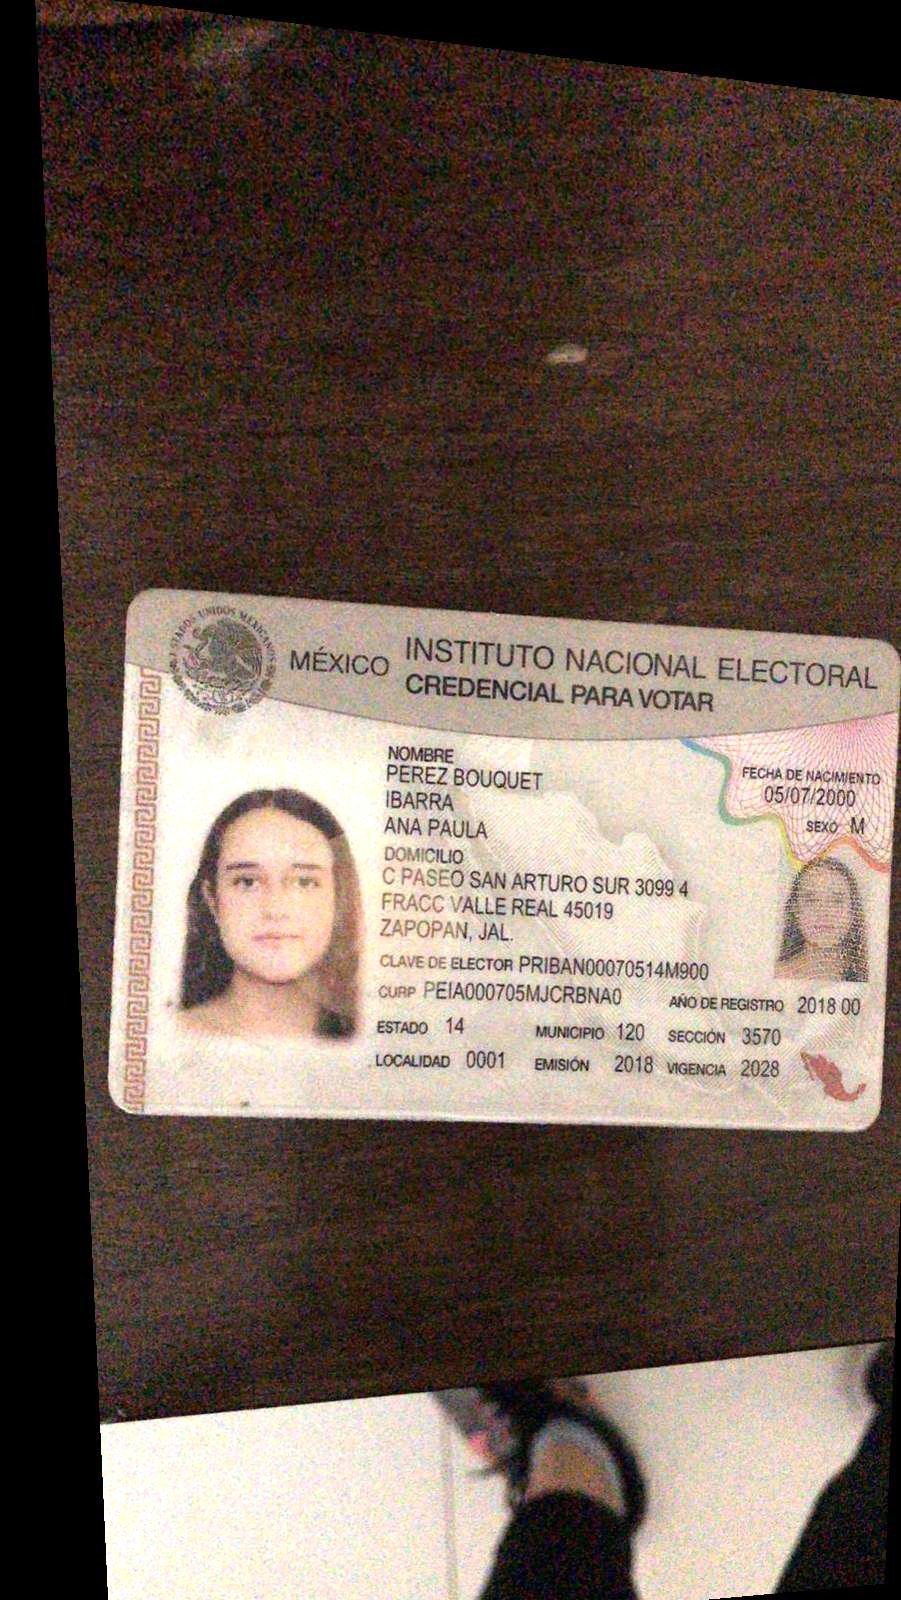 ESTADOS UNIDOS MEXICANOS
MÉXICO INSTITUTO NACIONAL ELECTORAL
CREDENCIAL PARA VOTAR
NOMBRE
PEREZ BOUQUET
IBARRA
ANA PAULA
FECHA DE NACIMIENTO
05/07/2000
SEXO M
DOMICILIO
C PASEO SAN ARTURO SUR 3099 4
FRACC VALLE REAL 45019
ZAPOPAN, JAL.
CLAVE DE ELECTOR PRIBAN00070514M900
CURP PEIA000705MJCRBNA0 AÑO DE REGISTRO 2018 00
ESTADO 14 MUNICIPIO 120 SECCIÓN 3570
LOCALIDAD 0001 EMISIÓN 2018 VIGENCIA 2028